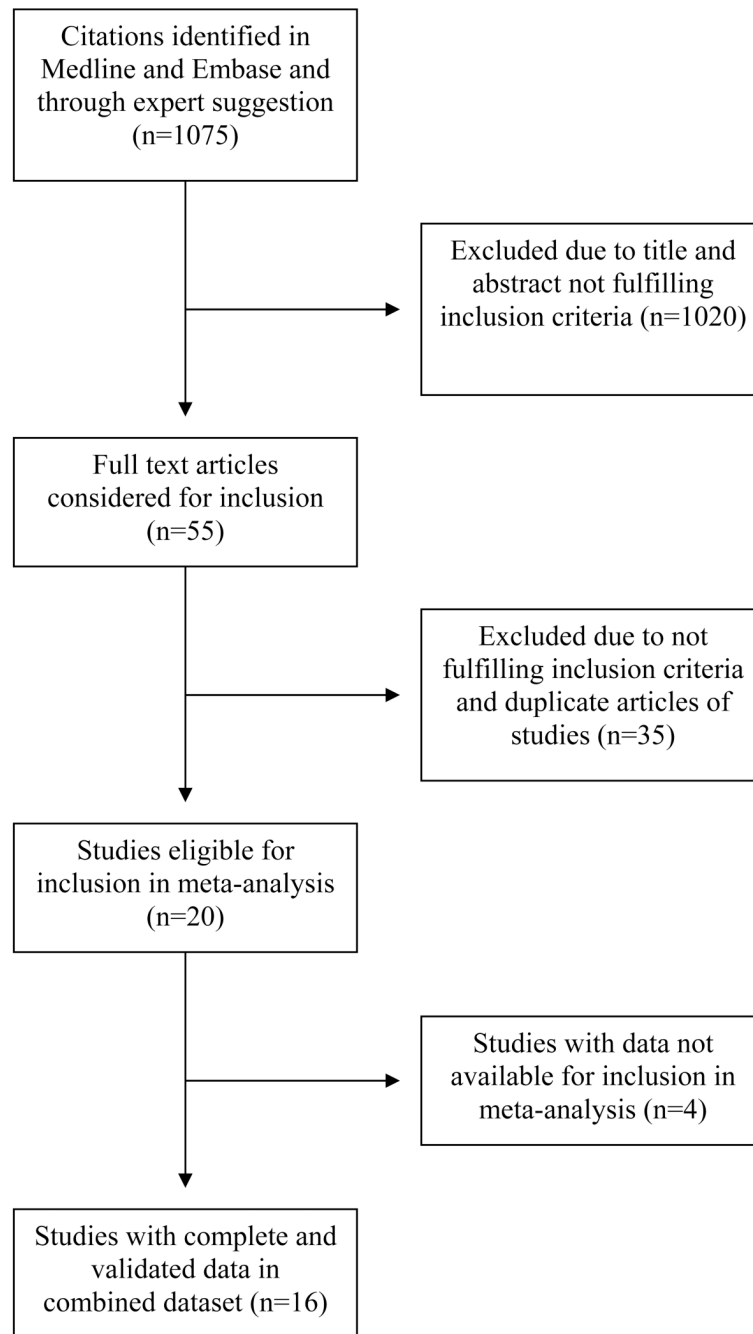 Citations identified in
Medline and Embase and
through expert suggestion
(n=1075)
Excluded due to title and
abstract not fulfilling
inclusion criteria (n=1020)
Full text articles
considered for inclusion
(n=55)
Excluded due to not
fulfilling inclusion criteria
and duplicate articles of
studies (n=35)
Studies eligible for
inclusion in meta-analysis
(n=20)
Studies with data not
available for inclusion in
meta-analysis (n=4)
Studies with complete and
validated data in
combined dataset (n=16)